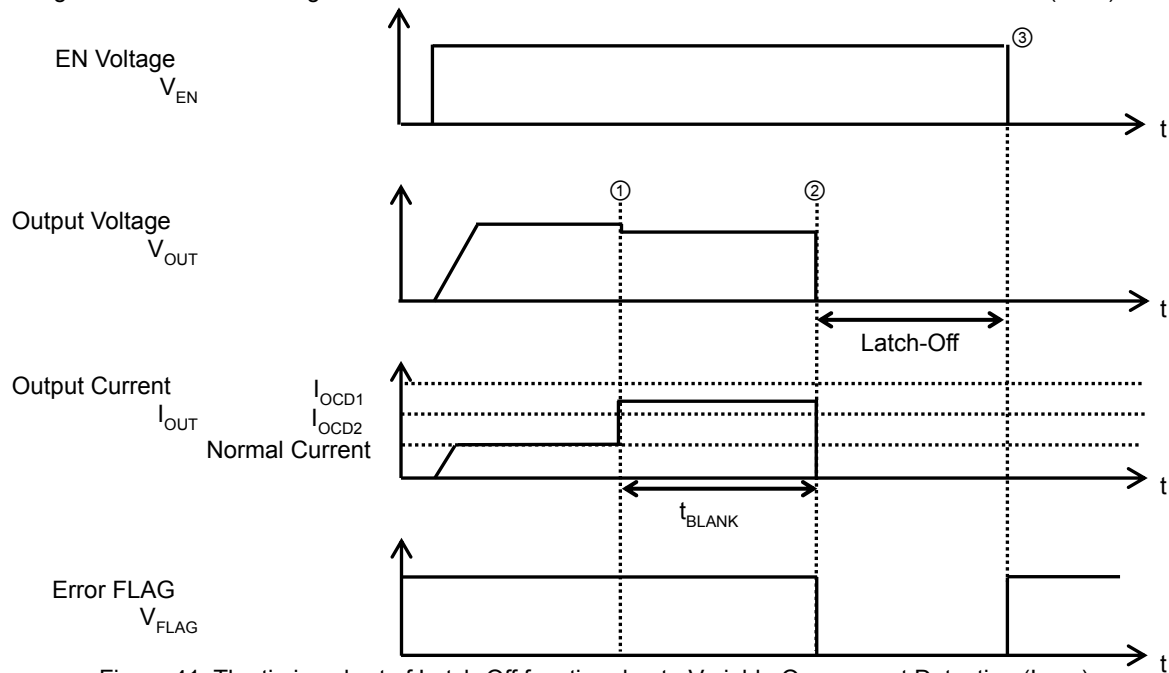 EN Voltage
V_EN
③
t
Output Voltage
V_OUT
①
②
t
Latch-Off
Output Current
I_OUT
I_OCD1
I_OCD2
Normal Current
t
t_BLANK
Error FLAG
V_FLAG
t